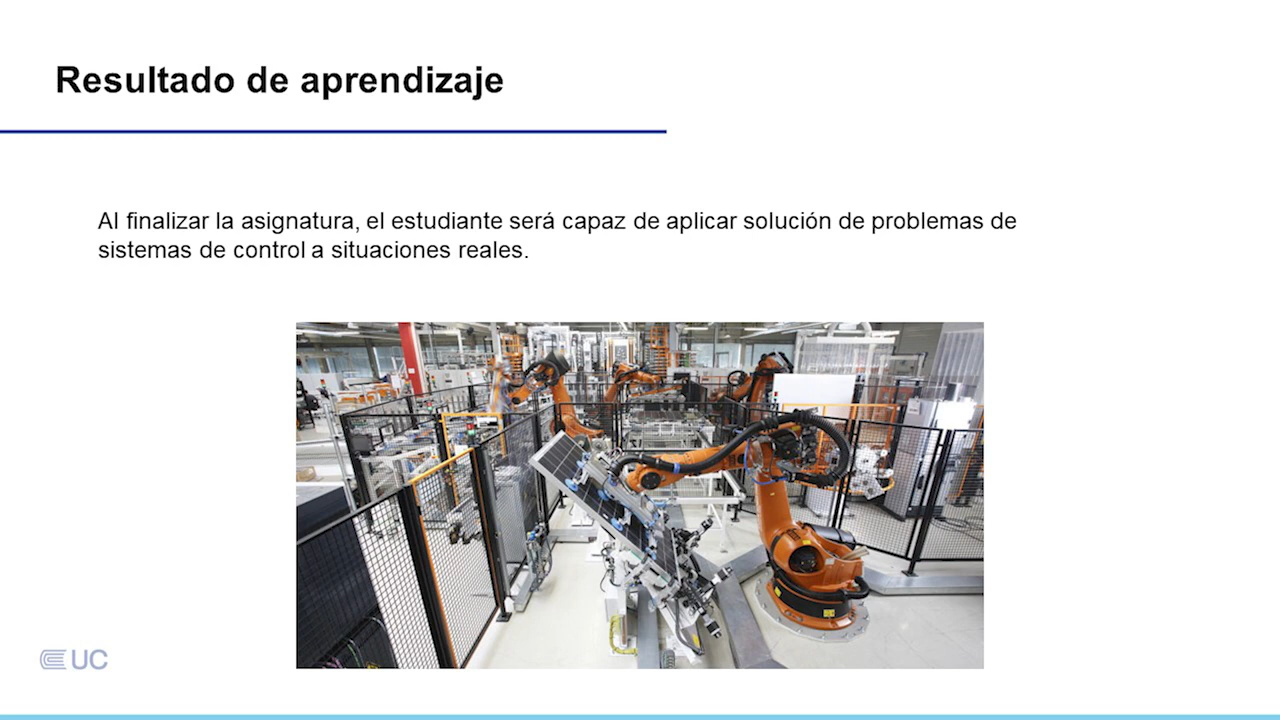 Resultado de aprendizaje
Al finalizar la asignatura, el estudiante será capaz de aplicar solución de problemas de
sistemas de control a situaciones reales.
UC